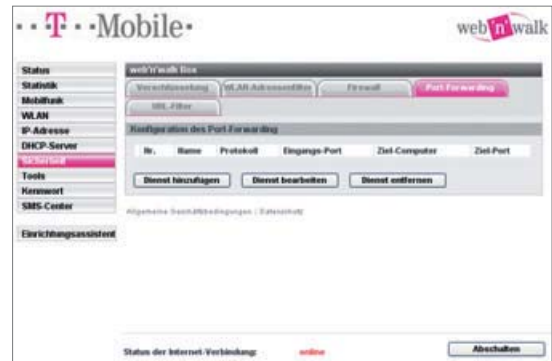 ··T··Mobile·
web'n'walk
Status
Statistik
Mobilfunk
WLAN
IP-Adresse
DHCP-Server
Sicherheit
Tools
Kennwort
SMS-Center
Einrichtungsassistent
web'n'walk Box
Verschlüsselung WLAN-Adressenfilter Firewall Port Forwarding
URL-Filter
Konfiguration des Port-Forwarding
Nr. Name Protokoll Eingangs-Port Ziel-Computer Ziel-Port
Dienst hinzufügen Dienst bearbeiten Dienst entfernen
Allgemeine Geschäftsbedingungen | Datenschutz
Status der Internet-Verbindung: online
Abschalten